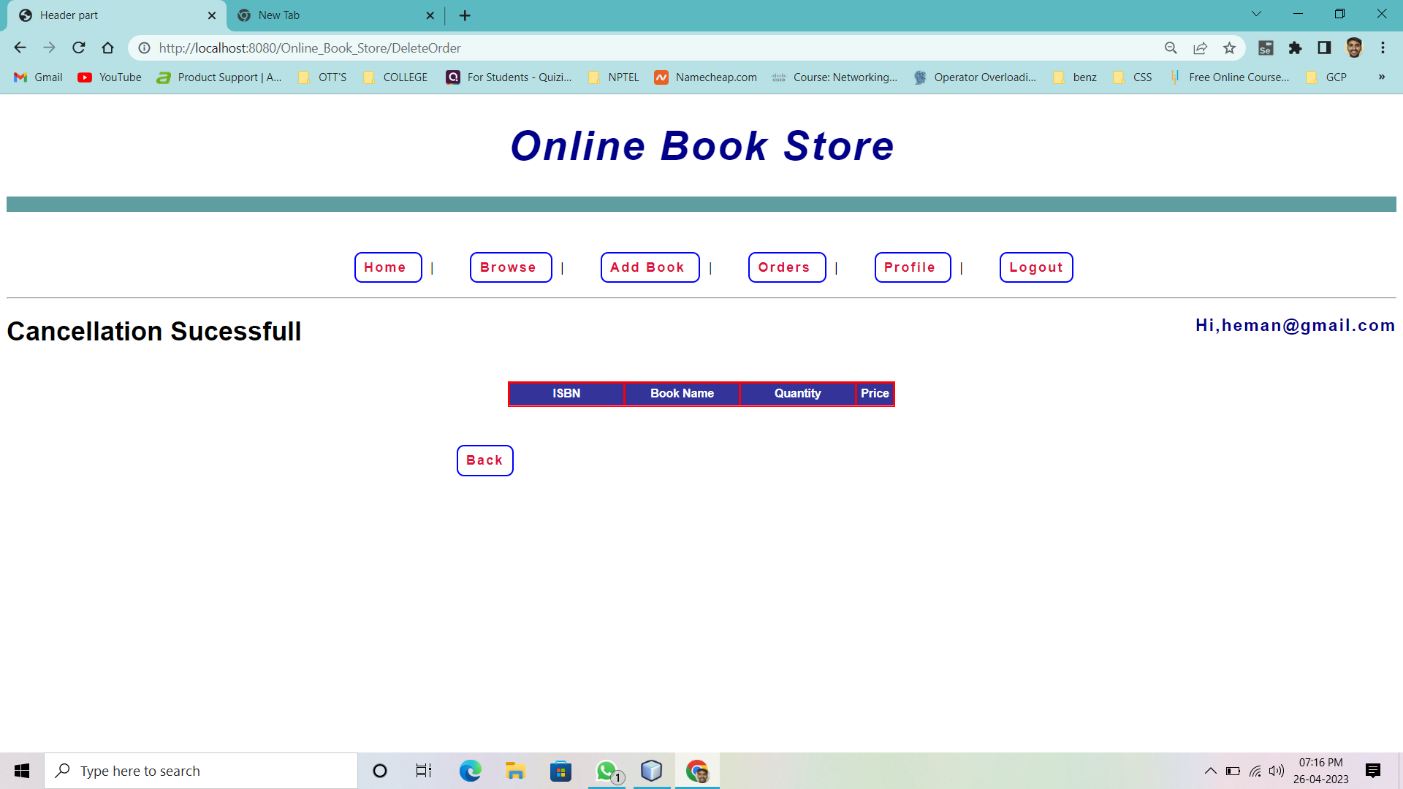 Header part
New Tab
http://localhost:8080/Online_Book_Store/DeleteOrder
Se
Gmail YouTube Product Support | A... OTT'S COLLEGE For Students - Quizi... NPTEL Namecheap.com Course: Networking... Operator Overloadi... benz CSS Free Online Course... GCP »
Online Book Store
Home | Browse | Add Book | Orders | Profile | Logout
Cancellation Sucessfull
Hi,heman@gmail.com
ISBN Book Name Quantity Price
Back
Type here to search
1
07:16 PM
26-04-2023